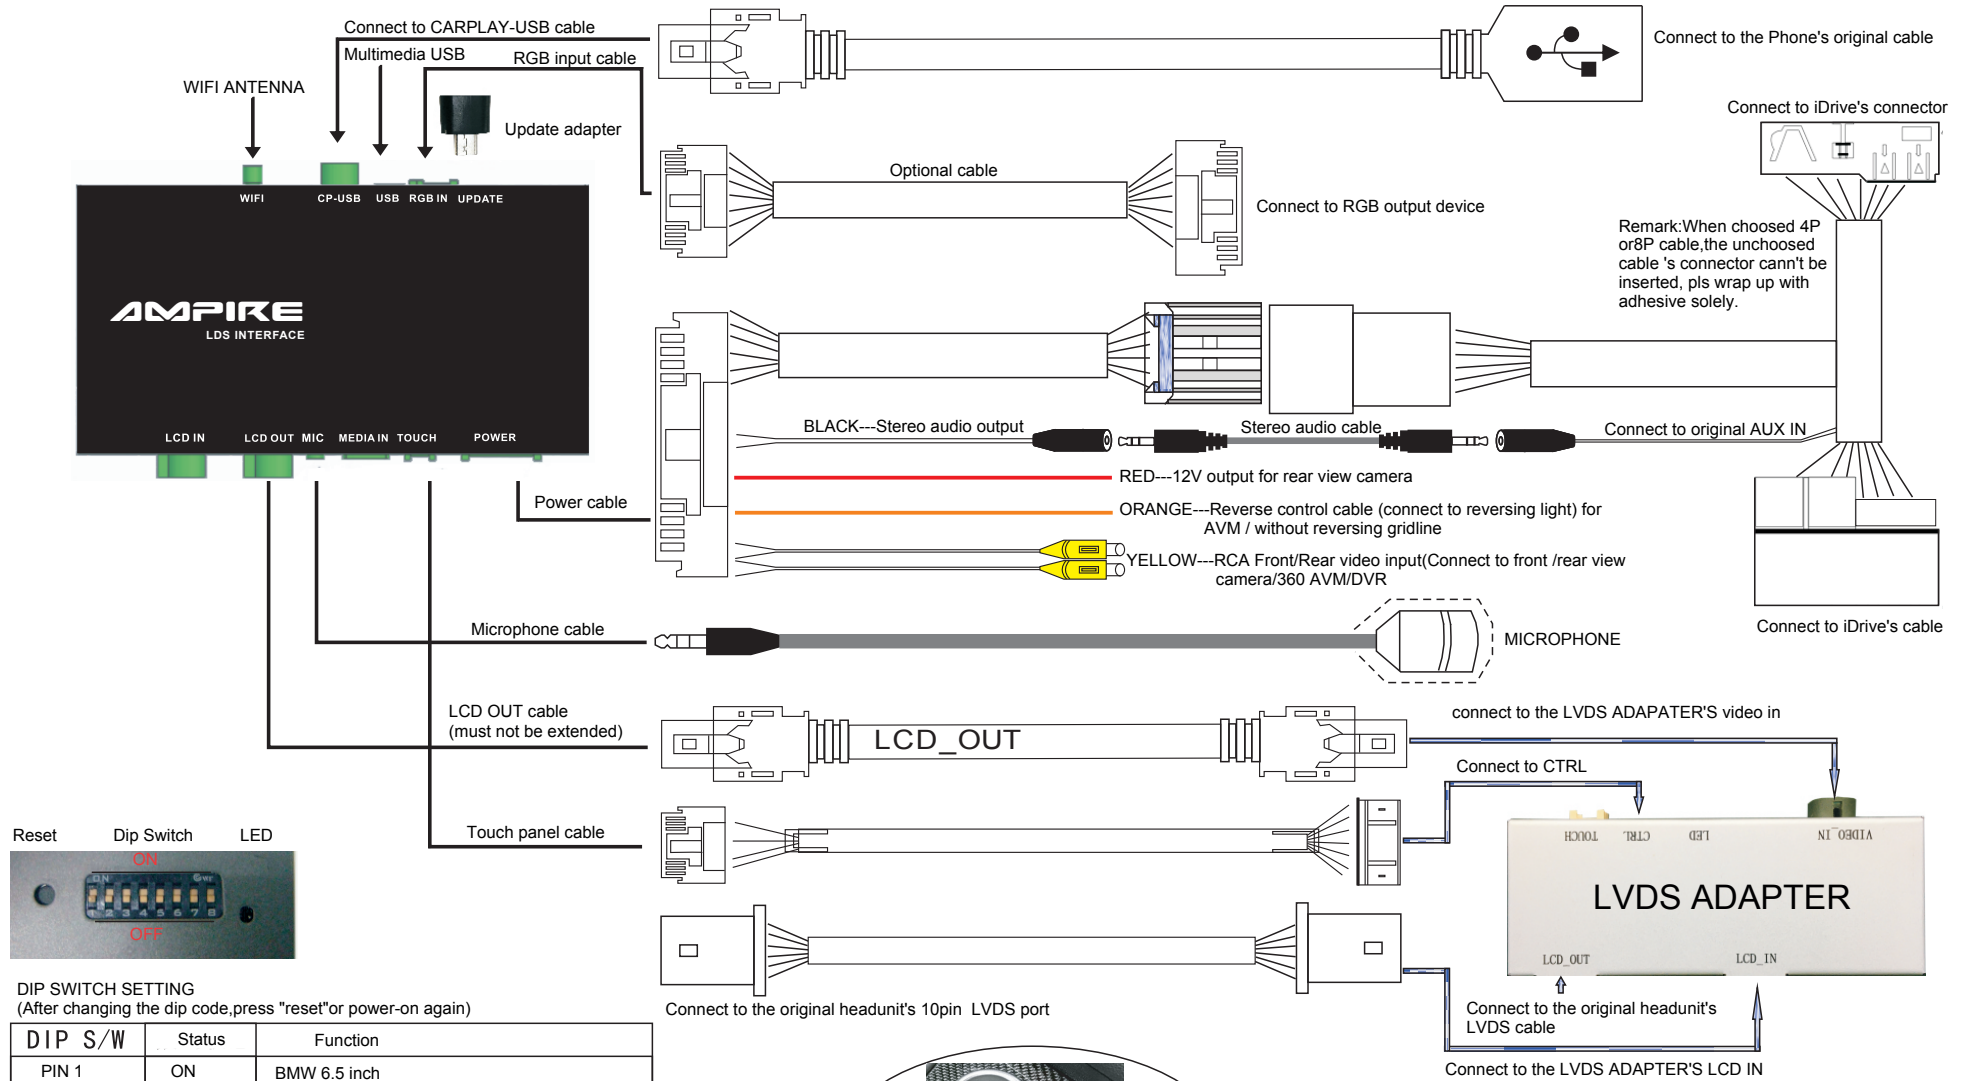 Connect to CARPLAY-USB cable
Multimedia USB
RGB input cable
WIFI ANTENNA
Update adapter
Connect to the Phone's original cable
Connect to iDrive's connector
Optional cable
Connect to RGB output device
Remark:When choosed 4P
or8P cable,the unchoosed
cable 's connector cann't be
inserted, pls wrap up with
adhesive solely.
WIFI CP-USB USB RGB IN UPDATE
AMPIRE
LDS INTERFACE
LCD IN LCD OUT MIC MEDIA IN TOUCH POWER
BLACK---Stereo audio output
Stereo audio cable
Connect to original AUX IN
RED---12V output for rear view camera
Power cable
ORANGE---Reverse control cable (connect to reversing light) for
AVM / without reversing gridline
YELLOW---RCA Front/Rear video input(Connect to front /rear view
camera/360 AVM/DVR
Connect to iDrive's cable
Microphone cable
MICROPHONE
LCD OUT cable
(must not be extended)
LCD_OUT
connect to the LVDS ADAPATER'S video in
Connect to CTRL
Touch panel cable
TOUCH CTRL LED VIDEO_IN
LVDS ADAPTER
LCD_OUT LCD_IN
Reset Dip Switch LED
ON
ON
1 2 3 4 5 6 7 8
OFF
Connect to the original headunit's 10pin LVDS port
Connect to the original headunit's
LVDS cable
Connect to the LVDS ADAPTER'S LCD IN
DIP SWITCH SETTING
(After changing the dip code,press "reset"or power-on again)
DIP S/W Status Function
PIN 1 ON BMW 6.5 inch